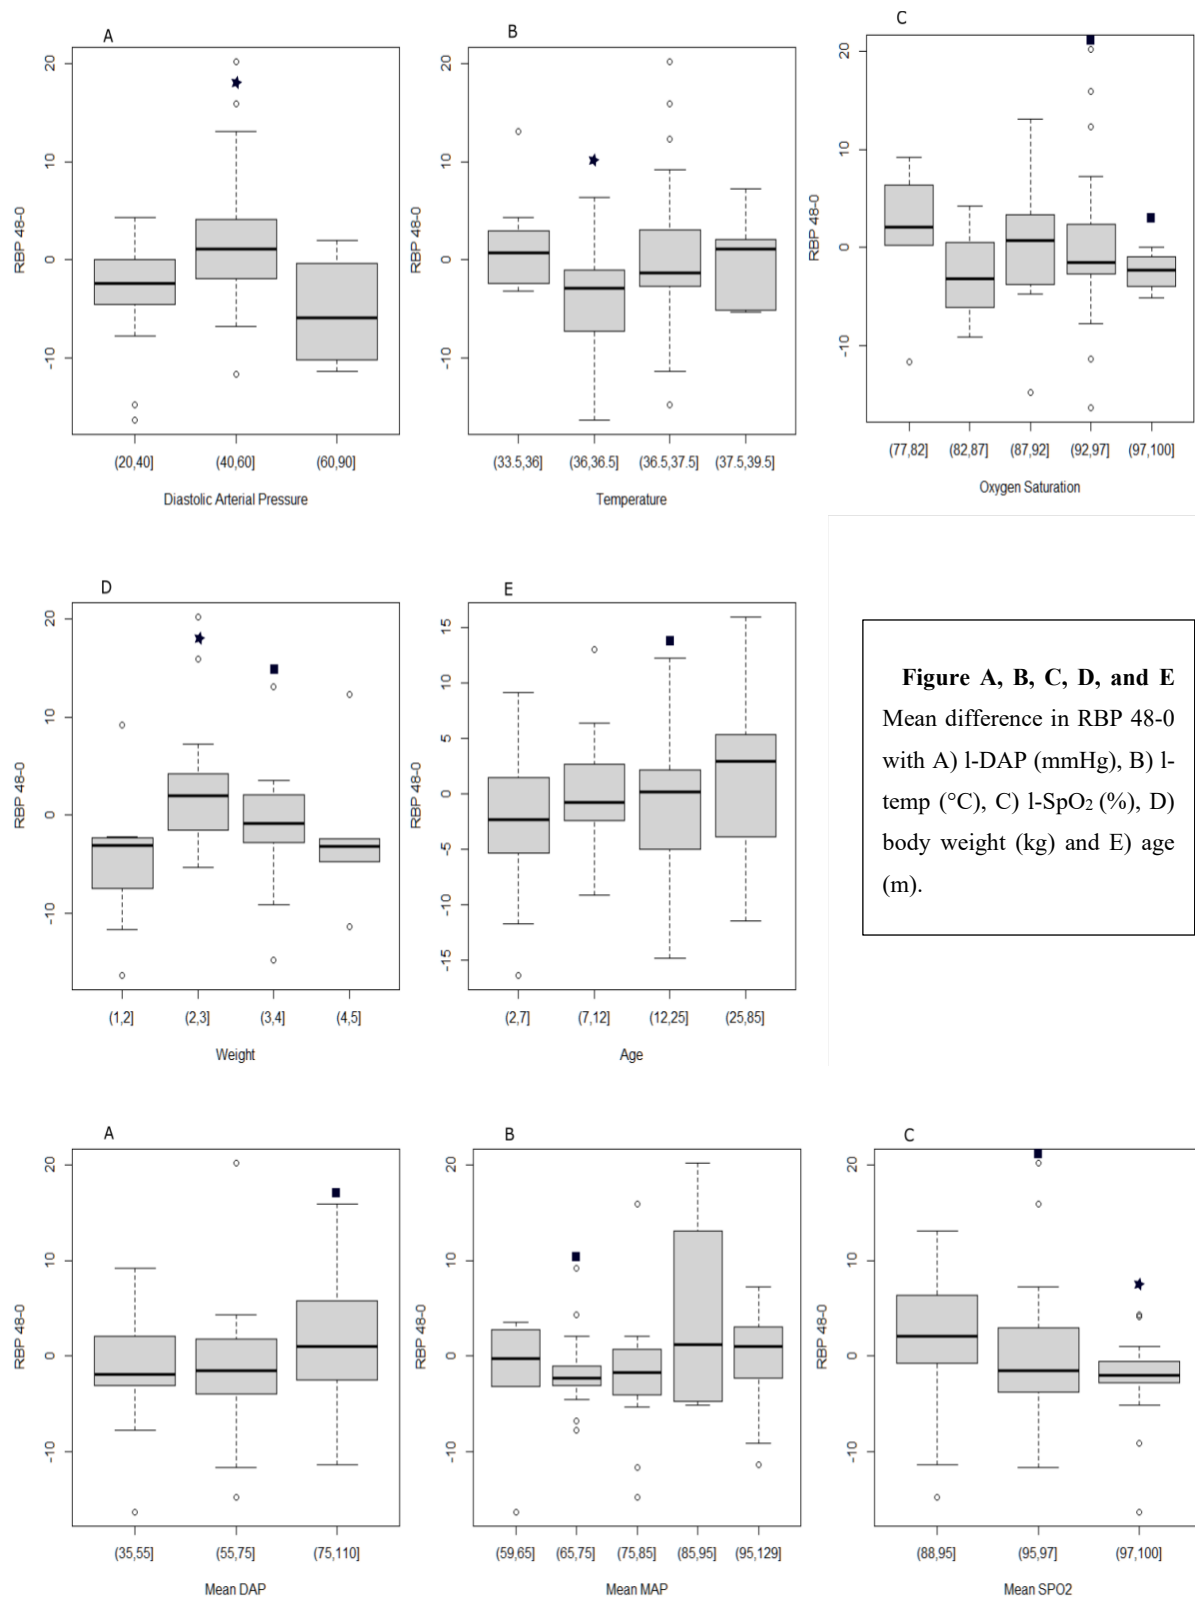 A
20
10
0
-10
RBP 48-0
(20,40]
(40,60]
(60,90]
Diastolic Arterial Pressure
B
20
10
0
-10
RBP 48-0
(33.5,36]
(36,36.5]
(36.5,37.5]
(37.5,39.5]
Temperature
C
20
10
0
-10
RBP 48-0
(77,82]
(82,87]
(87,92]
(92,97]
(97,100]
Oxygen Saturation
D
20
10
0
-10
RBP 48-0
(1,2]
(2,3]
(3,4]
(4,5]
Weight
E
15
10
5
0
-5
-10
-15
RBP 48-0
(2,7]
(7,12]
(12,25]
(25,85]
Age
Figure A, B, C, D, and E
Mean difference in RBP 48-0
with A) l-DAP (mmHg), B) l-
temp (°C), C) l-SpO₂ (%), D)
body weight (kg) and E) age
(m).
A
20
10
0
-10
RBP 48-0
(35,55]
(55,75]
(75,110]
Mean DAP
B
20
10
0
-10
RBP 48-0
(59,65]
(65,75]
(75,85]
(85,95]
(95,129]
Mean MAP
C
20
10
0
-10
RBP 48-0
(88,95]
(95,97]
(97,100]
Mean SPO2